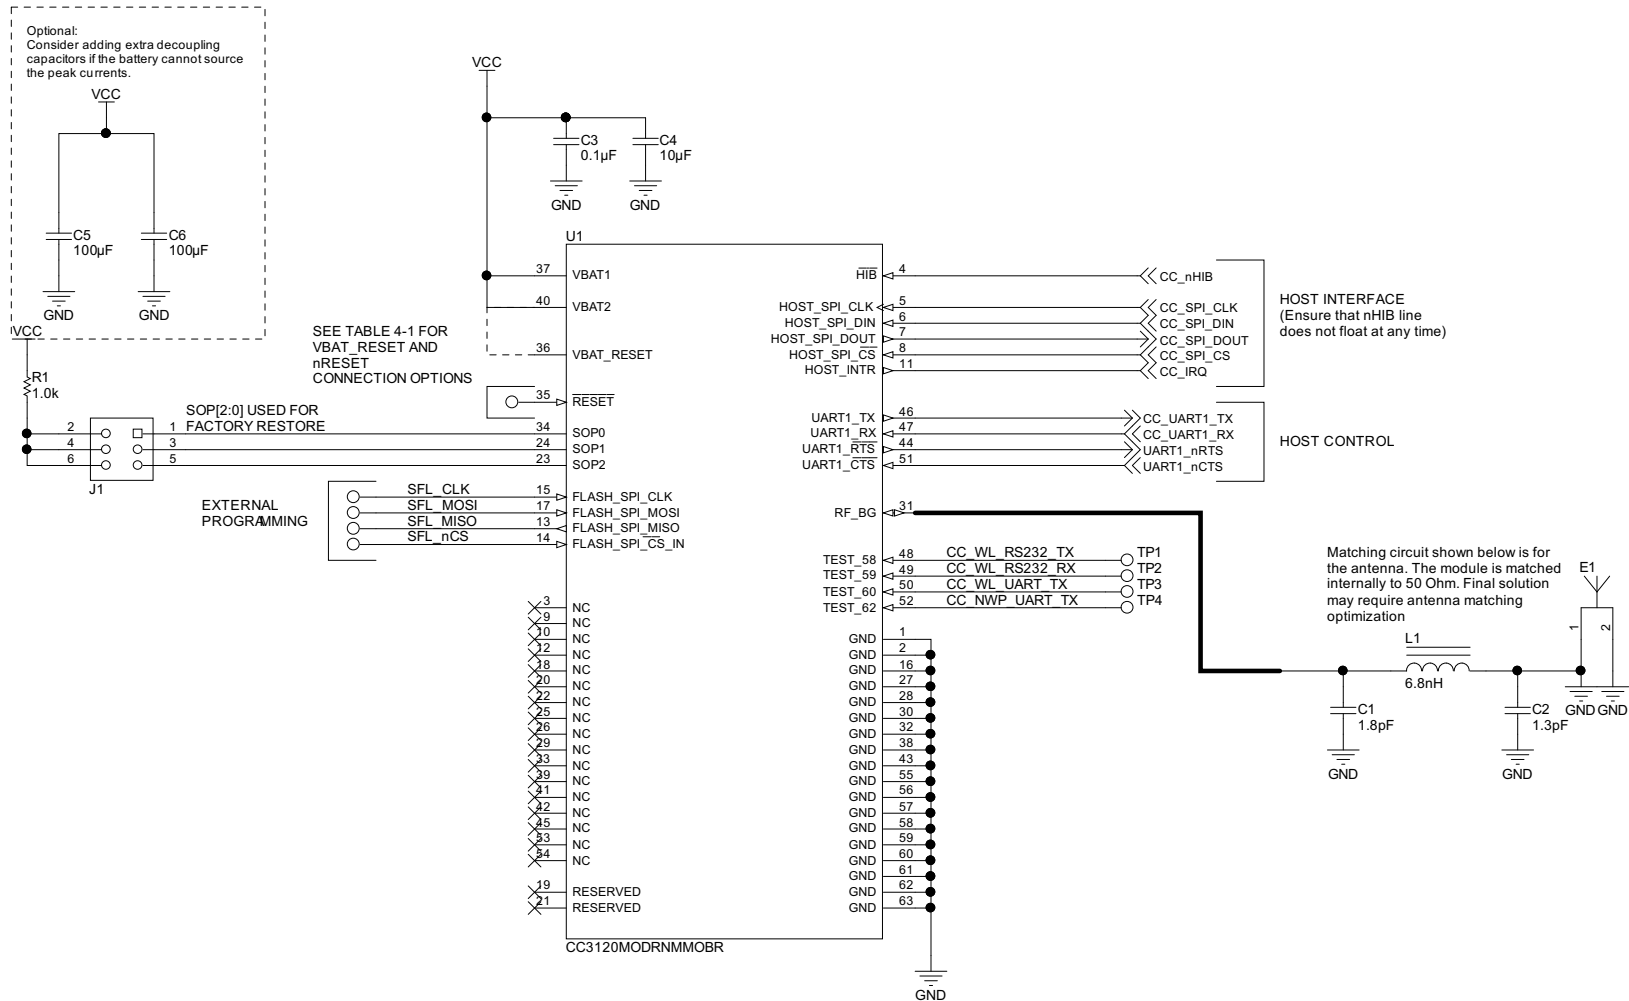 Optional:
Consider adding extra decoupling
capacitors if the battery cannot source
the peak currents.
VCC
C5
100µF
C6
100µF
GND
GND
VCC
C3
0.1µF
C4
10µF
GND
GND
VCC
R1
1.0k
SEE TABLE 4-1 FOR
VBAT_RESET AND
nRESET
CONNECTION OPTIONS
SOP[2:0] USED FOR
FACTORY RESTORE
2
4
6
1
3
5
J1
EXTERNAL
PROGRAMMING
SFL_CLK
SFL_MOSI
SFL_MISO
SFL_nCS
U1
37 VBAT1
40 VBAT2
36 VBAT_RESET
35 RESET
34 SOP0
24 SOP1
23 SOP2
15 FLASH_SPI_CLK
17 FLASH_SPI_MOSI
13 FLASH_SPI_MISO
14 FLASH_SPI_CS_IN
3 NC
9 NC
10 NC
12 NC
18 NC
20 NC
22 NC
25 NC
26 NC
29 NC
33 NC
39 NC
41 NC
42 NC
45 NC
53 NC
54 NC
19 RESERVED
21 RESERVED
CC3120MODRNMMOBR
HIB 4 CC_nHIB
HOST_SPI_CLK 5 CC_SPI_CLK
HOST_SPI_DIN 6 CC_SPI_DIN
HOST_SPI_DOUT 7 CC_SPI_DOUT
HOST_SPI_CS 8 CC_SPI_CS
HOST_INTR 11 CC_IRQ
HOST INTERFACE
(Ensure that nHIB line
does not float at any time)
UART1_TX 46 CC_UART1_TX
UART1_RX 47 CC_UART1_RX
UART1_RTS 44 UART1_nRTS
UART1_CTS 51 UART1_nCTS
HOST CONTROL
RF_BG 31
TEST_58 48 CC_WL_RS232_TX TP1
TEST_59 49 CC_WL_RS232_RX TP2
TEST_60 50 CC_WL_UART_TX TP3
TEST_62 52 CC_NWP_UART_TX TP4
GND 1
GND 2
GND 16
GND 27
GND 28
GND 30
GND 32
GND 38
GND 43
GND 55
GND 56
GND 57
GND 58
GND 59
GND 60
GND 61
GND 62
GND 63
GND
Matching circuit shown below is for
the antenna. The module is matched
internally to 50 Ohm. Final solution
may require antenna matching
optimization
E1
1
2
L1
6.8nH
C1
1.8pF
GND
C2
1.3pF
GND
GND
GND